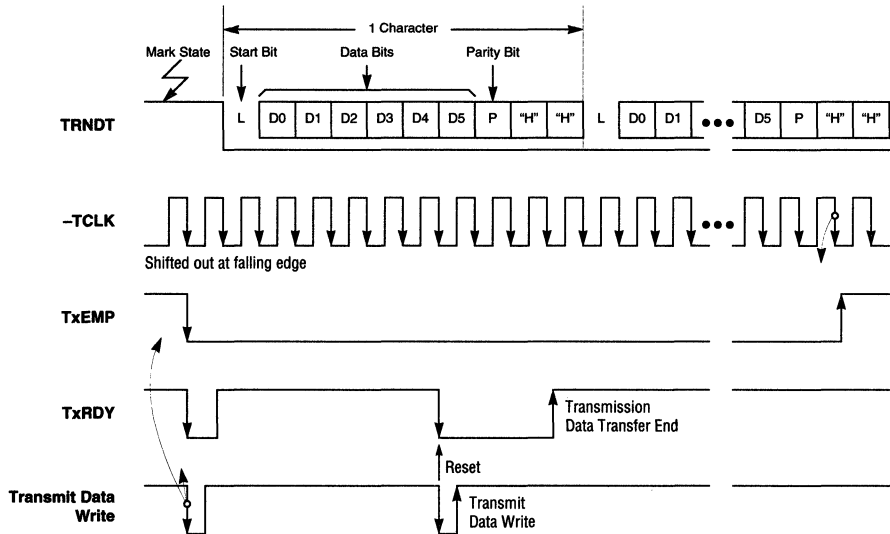 1 Character
Mark State
Start Bit
Data Bits
Parity Bit
TRNDT
L D0 D1 D2 D3 D4 D5 P “H” “H” L D0 D1 D5 P “H” “H”
–TCLK
Shifted out at falling edge
TxEMP
TxRDY
Transmission
Data Transfer End
Reset
Transmit Data
Write
Transmit
Data Write